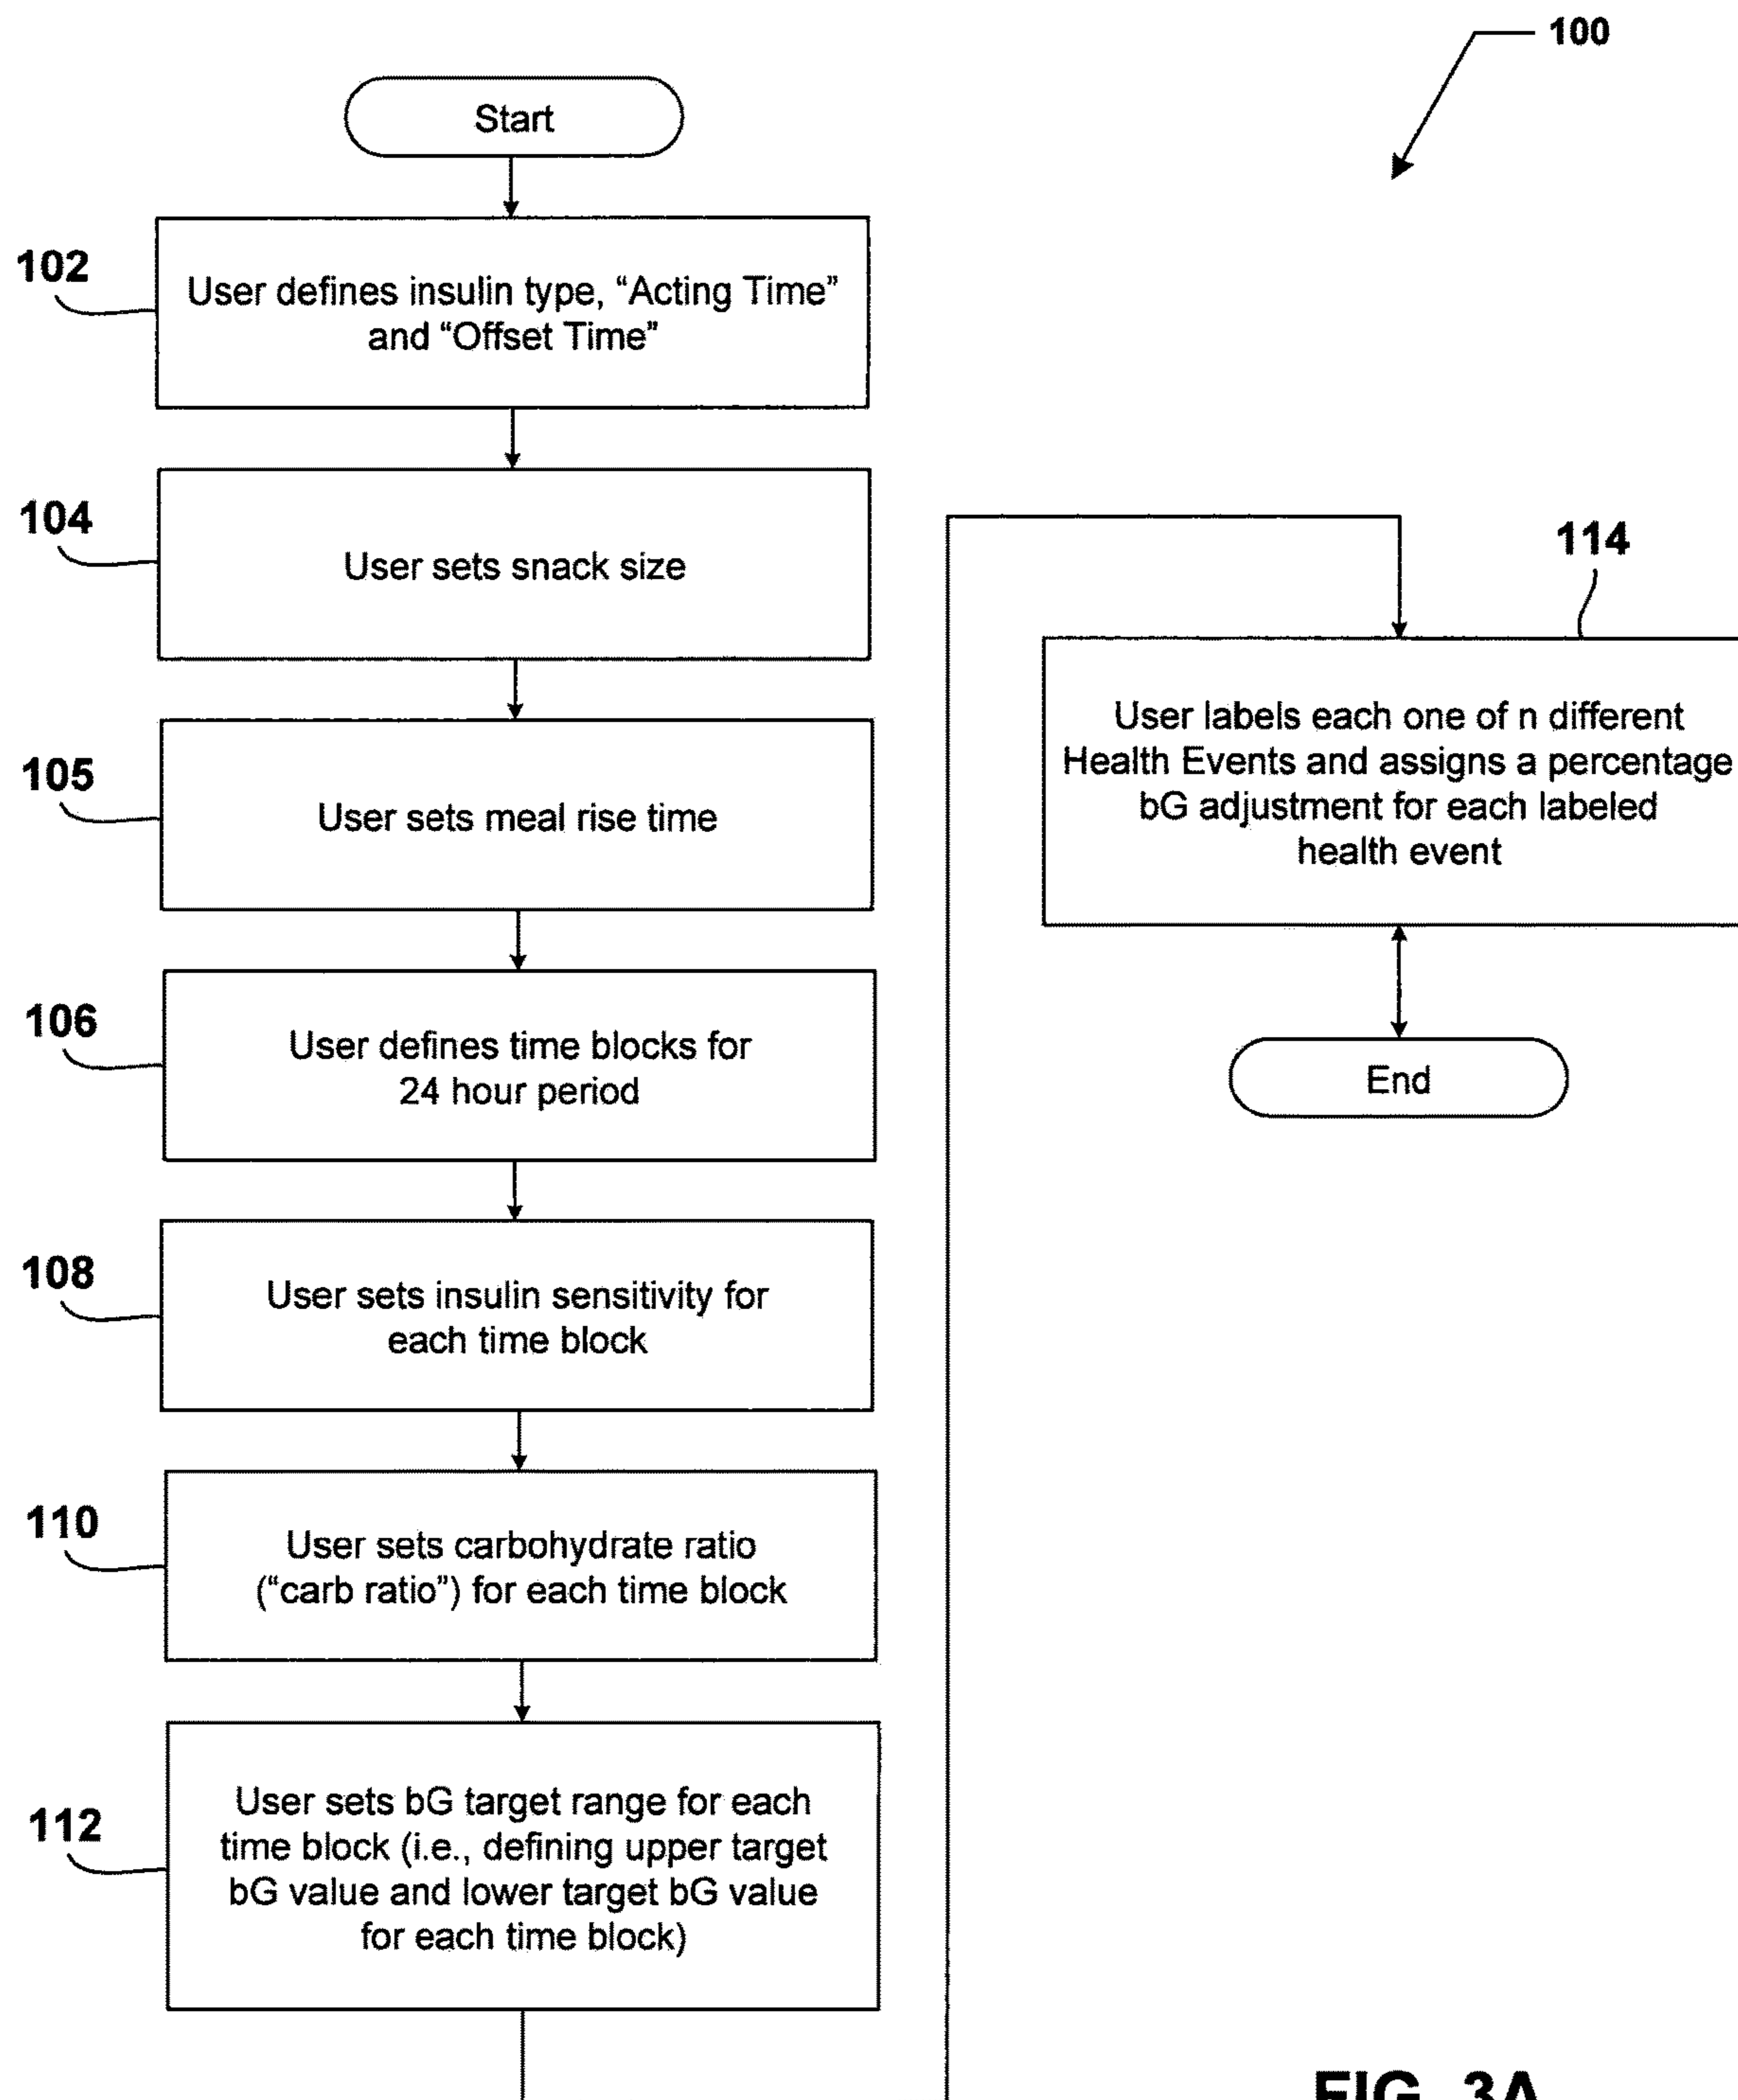 100
Start
102
User defines insulin type, “Acting Time”
and “Offset Time”
104
User sets snack size
105
User sets meal rise time
106
User defines time blocks for
24 hour period
108
User sets insulin sensitivity for
each time block
110
User sets carbohydrate ratio
(“carb ratio”) for each time block
112
User sets bG target range for each
time block (i.e., defining upper target
bG value and lower target bG value
for each time block)
114
User labels each one of n different
Health Events and assigns a percentage
bG adjustment for each labeled
health event
End
FIG. 3A